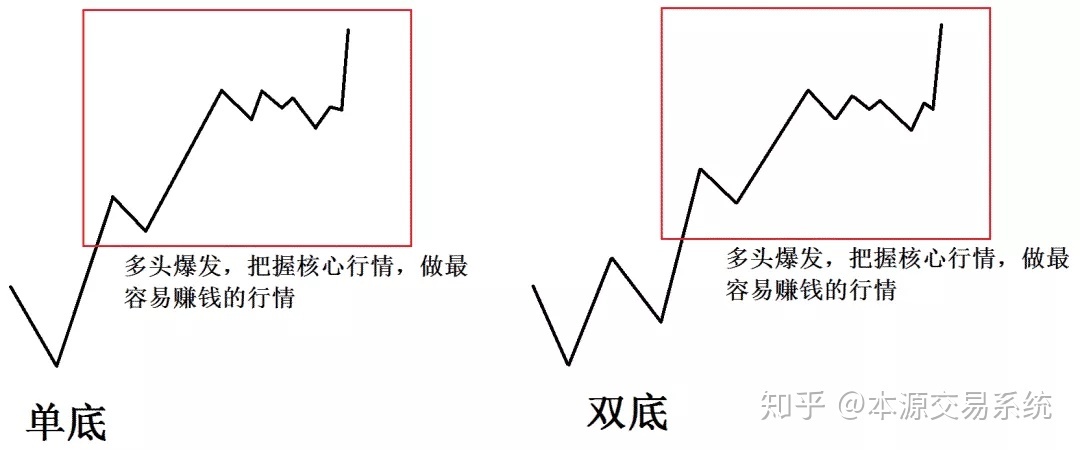 多头爆发，把握核心行情，做最
容易赚钱的行情
单底
多头爆发，把握核心行情，做最
容易赚钱的行情
双底
知乎 @本源交易系统